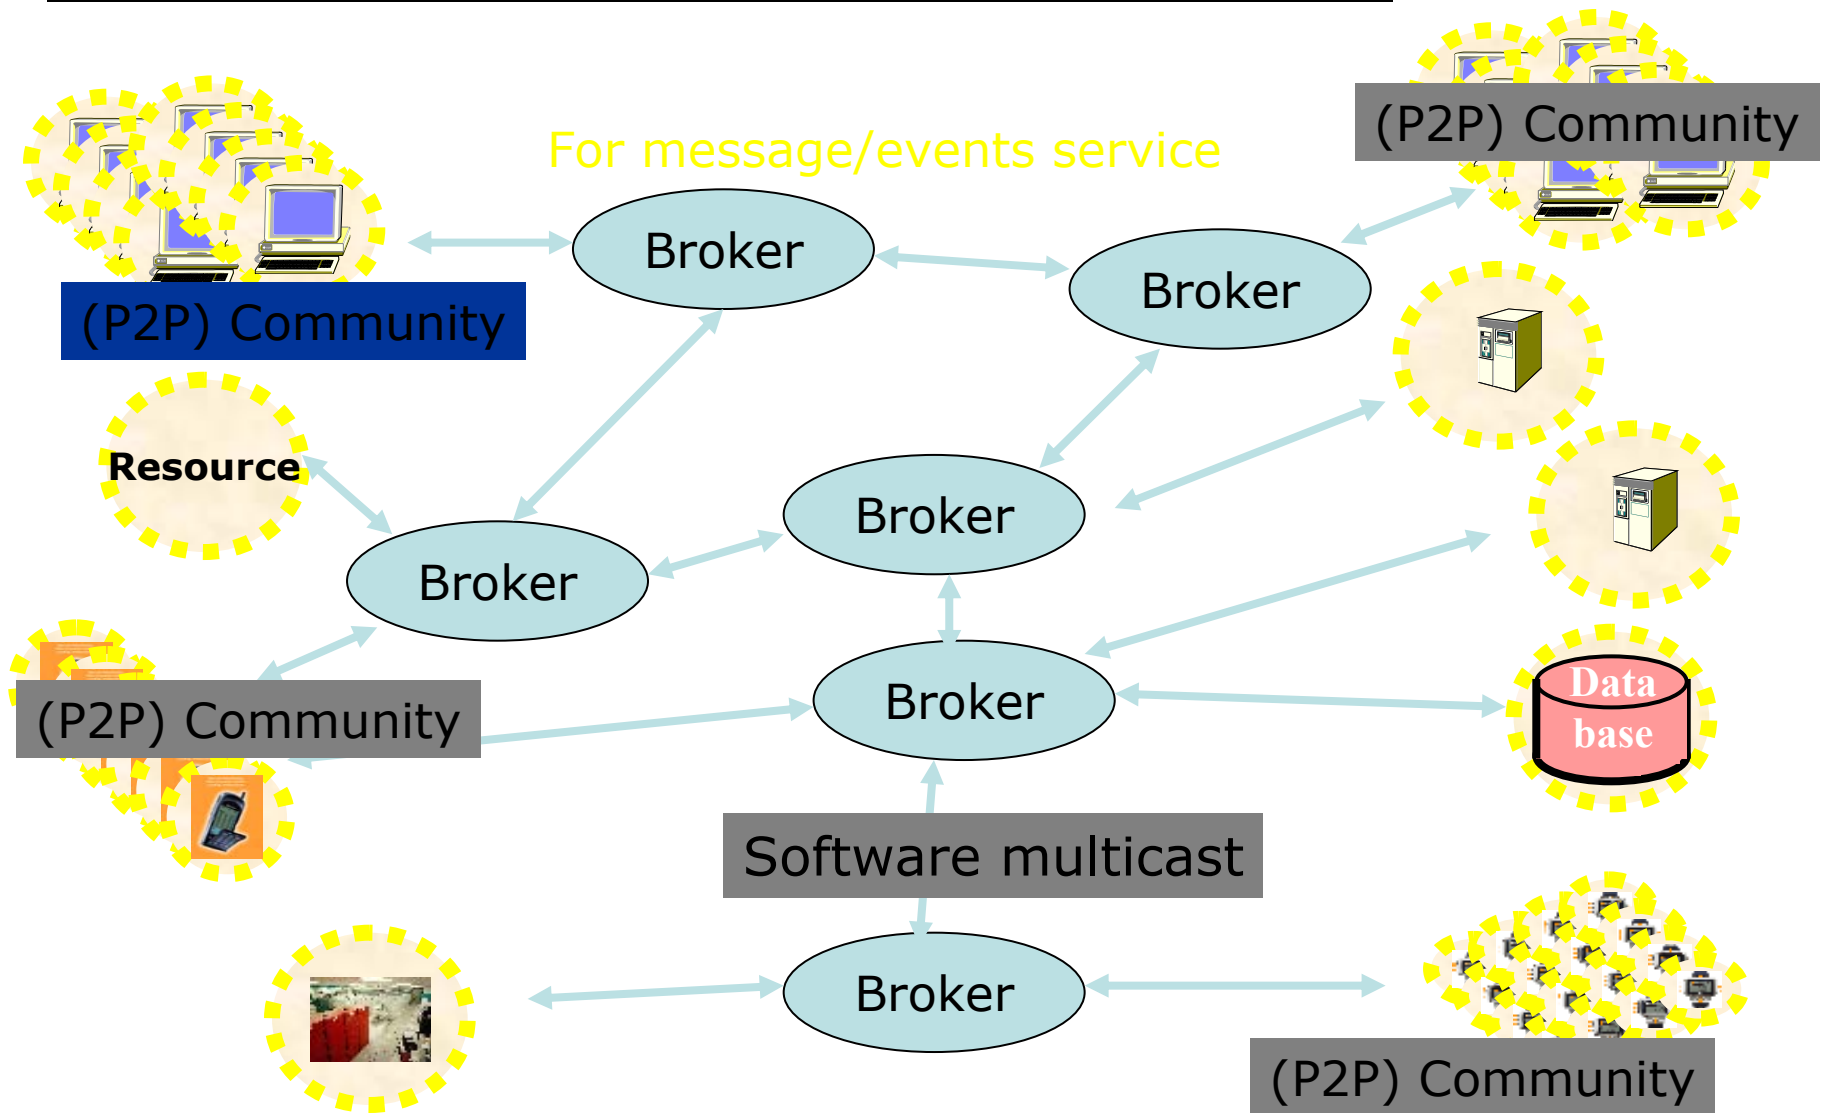 (P2P) Community
For message/events service
Broker
Broker
(P2P) Community
Resource
Broker
Broker
(P2P) Community
Broker
Data
base
Software multicast
Broker
(P2P) Community